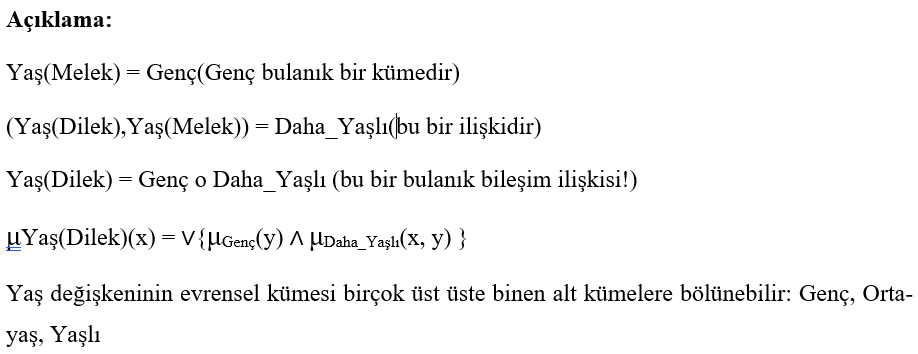 Açıklama:
Yaş(Melek) = Genç(Genç bulanık bir kümedir)
(Yaş(Dilek),Yaş(Melek)) = Daha_Yaşlı(bu bir ilişkidir)
Yaş(Dilek) = Genç o Daha_Yaşlı (bu bir bulanık bileşim ilişkisi!)
µYaş(Dilek)(x) = ∨{µGenç(y) ∧ µDaha_Yaşlı(x, y) }
Yaş değişkeninin evrensel kümesi birçok üst üste binen alt kümelere bölünebilir: Genç, Orta-
yaş, Yaşlı